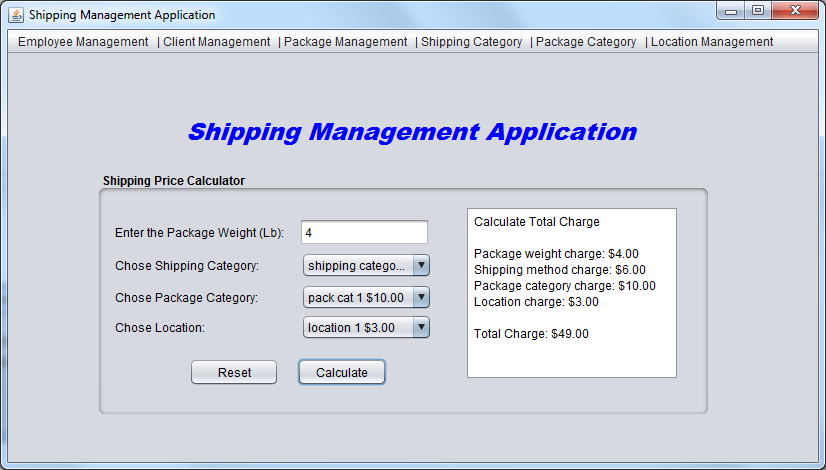 Shipping Management Application
Employee Management | Client Management | Package Management | Shipping Category | Package Category | Location Management
Shipping Management Application
Shipping Price Calculator
Enter the Package Weight (Lb): 4
Chose Shipping Category: shipping catego...
Chose Package Category: pack cat 1 $10.00
Chose Location: location 1 $3.00
Reset Calculate
Calculate Total Charge
Package weight charge: $4.00
Shipping method charge: $6.00
Package category charge: $10.00
Location charge: $3.00
Total Charge: $49.00